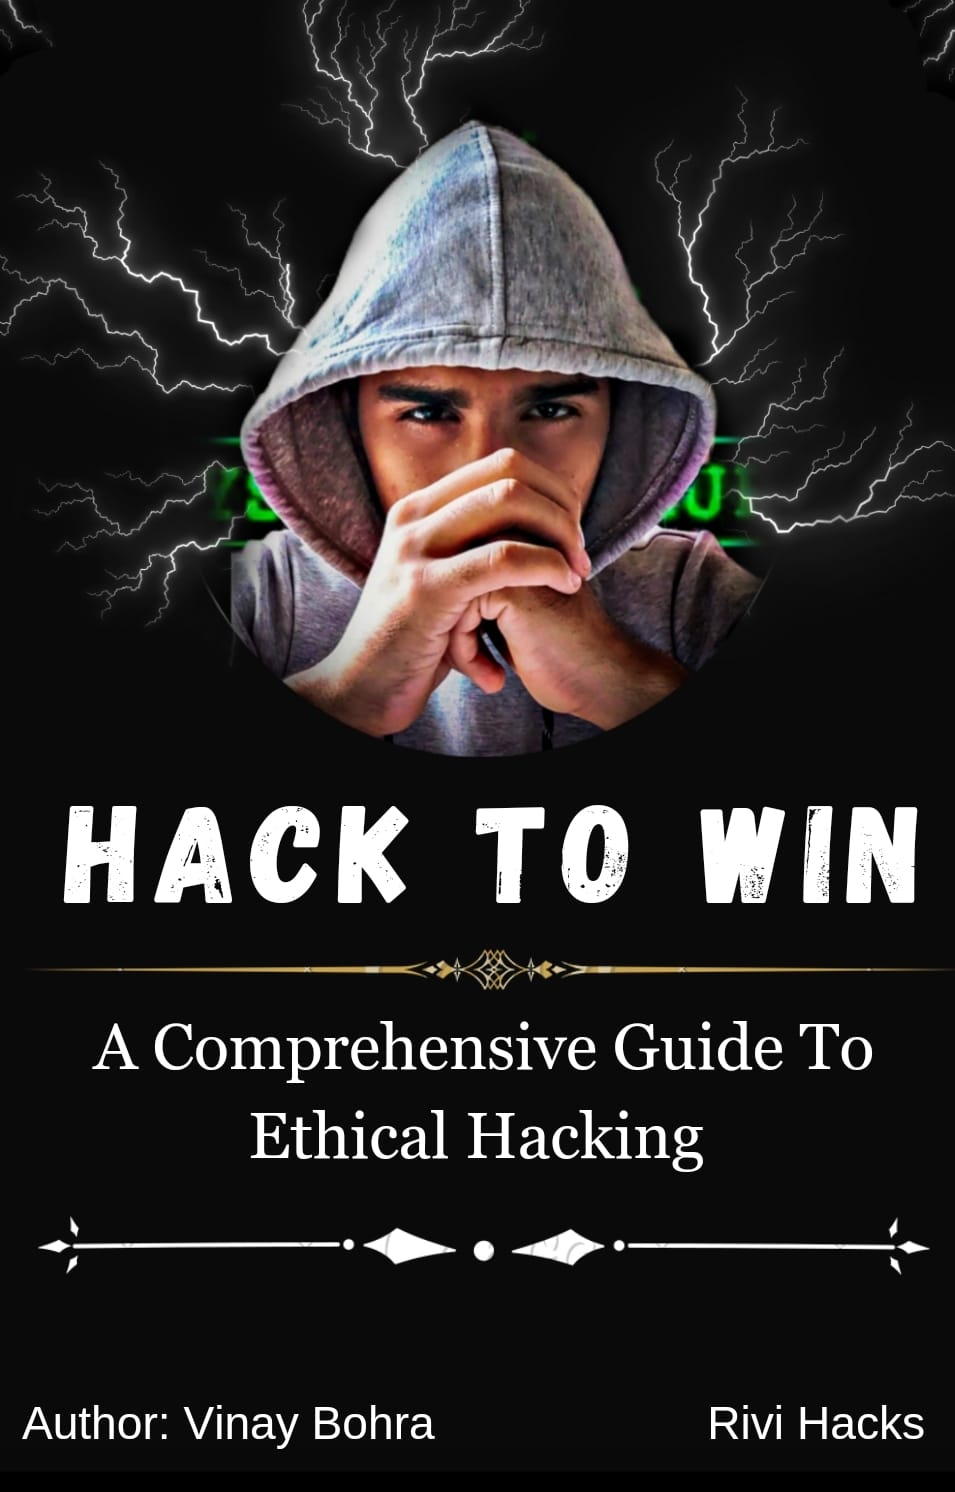 HACK TO WIN
A Comprehensive Guide To
Ethical Hacking
Author: Vinay Bohra
Rivi Hacks